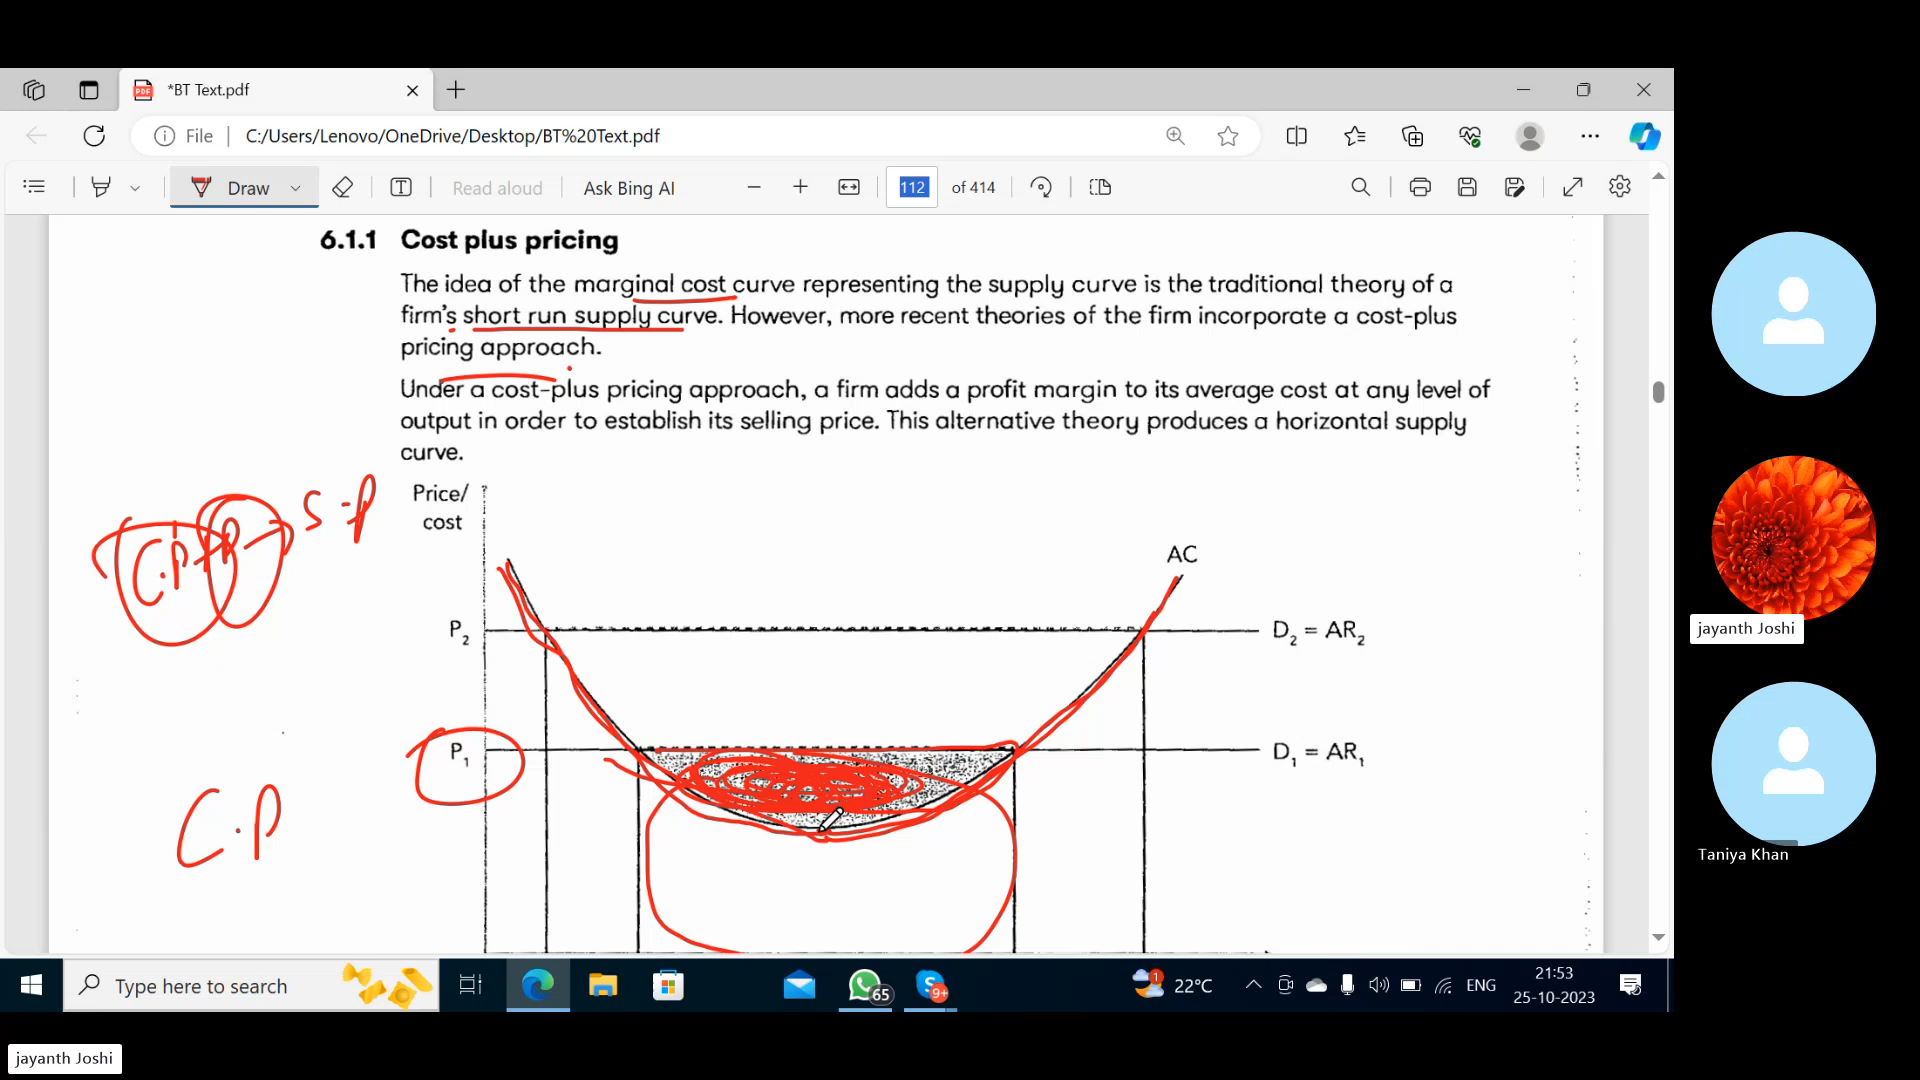 *BT Text.pdf
File
C:/Users/Lenovo/OneDrive/Desktop/BT%20Text.pdf
Draw
Read aloud
Ask Bing AI
112
of 414
6.1.1 Cost plus pricing
The idea of the marginal cost curve representing the supply curve is the traditional theory of a
firm's short run supply curve. However, more recent theories of the firm incorporate a cost-plus
pricing approach.
Under a cost-plus pricing approach, a firm adds a profit margin to its average cost at any level of
output in order to establish its selling price. This alternative theory produces a horizontal supply
curve.
Price/
cost
C.P+P → S.P
AC
P2
D2 = AR2
P1
D1 = AR1
C.P
jayanth Joshi
Taniya Khan
Type here to search
65
9+
1
22°C
ENG
21:53
25-10-2023
jayanth Joshi